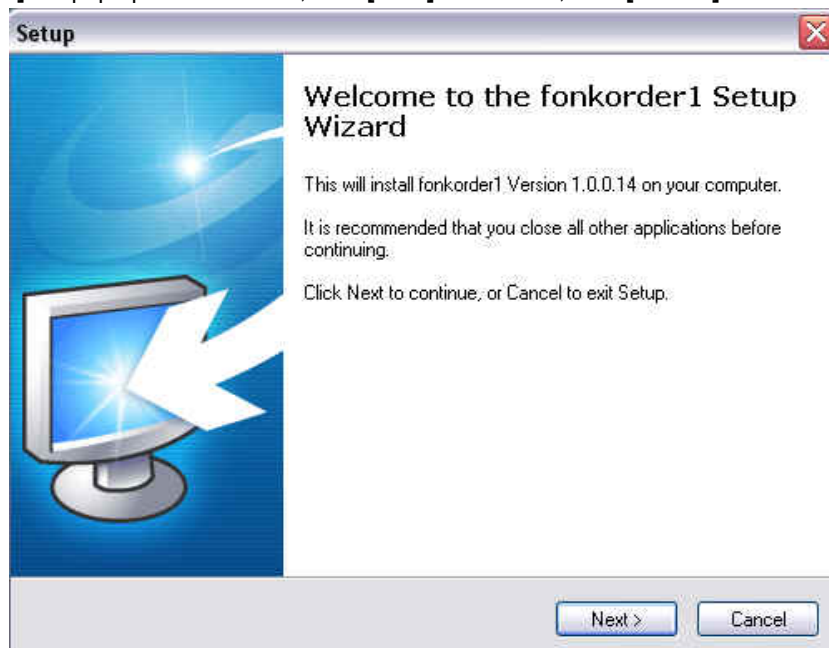 Setup
Welcome to the fonkorder1 Setup
Wizard
This will install fonkorder1 Version 1.0.0.14 on your computer.
It is recommended that you close all other applications before
continuing.
Click Next to continue, or Cancel to exit Setup.
Next >
Cancel